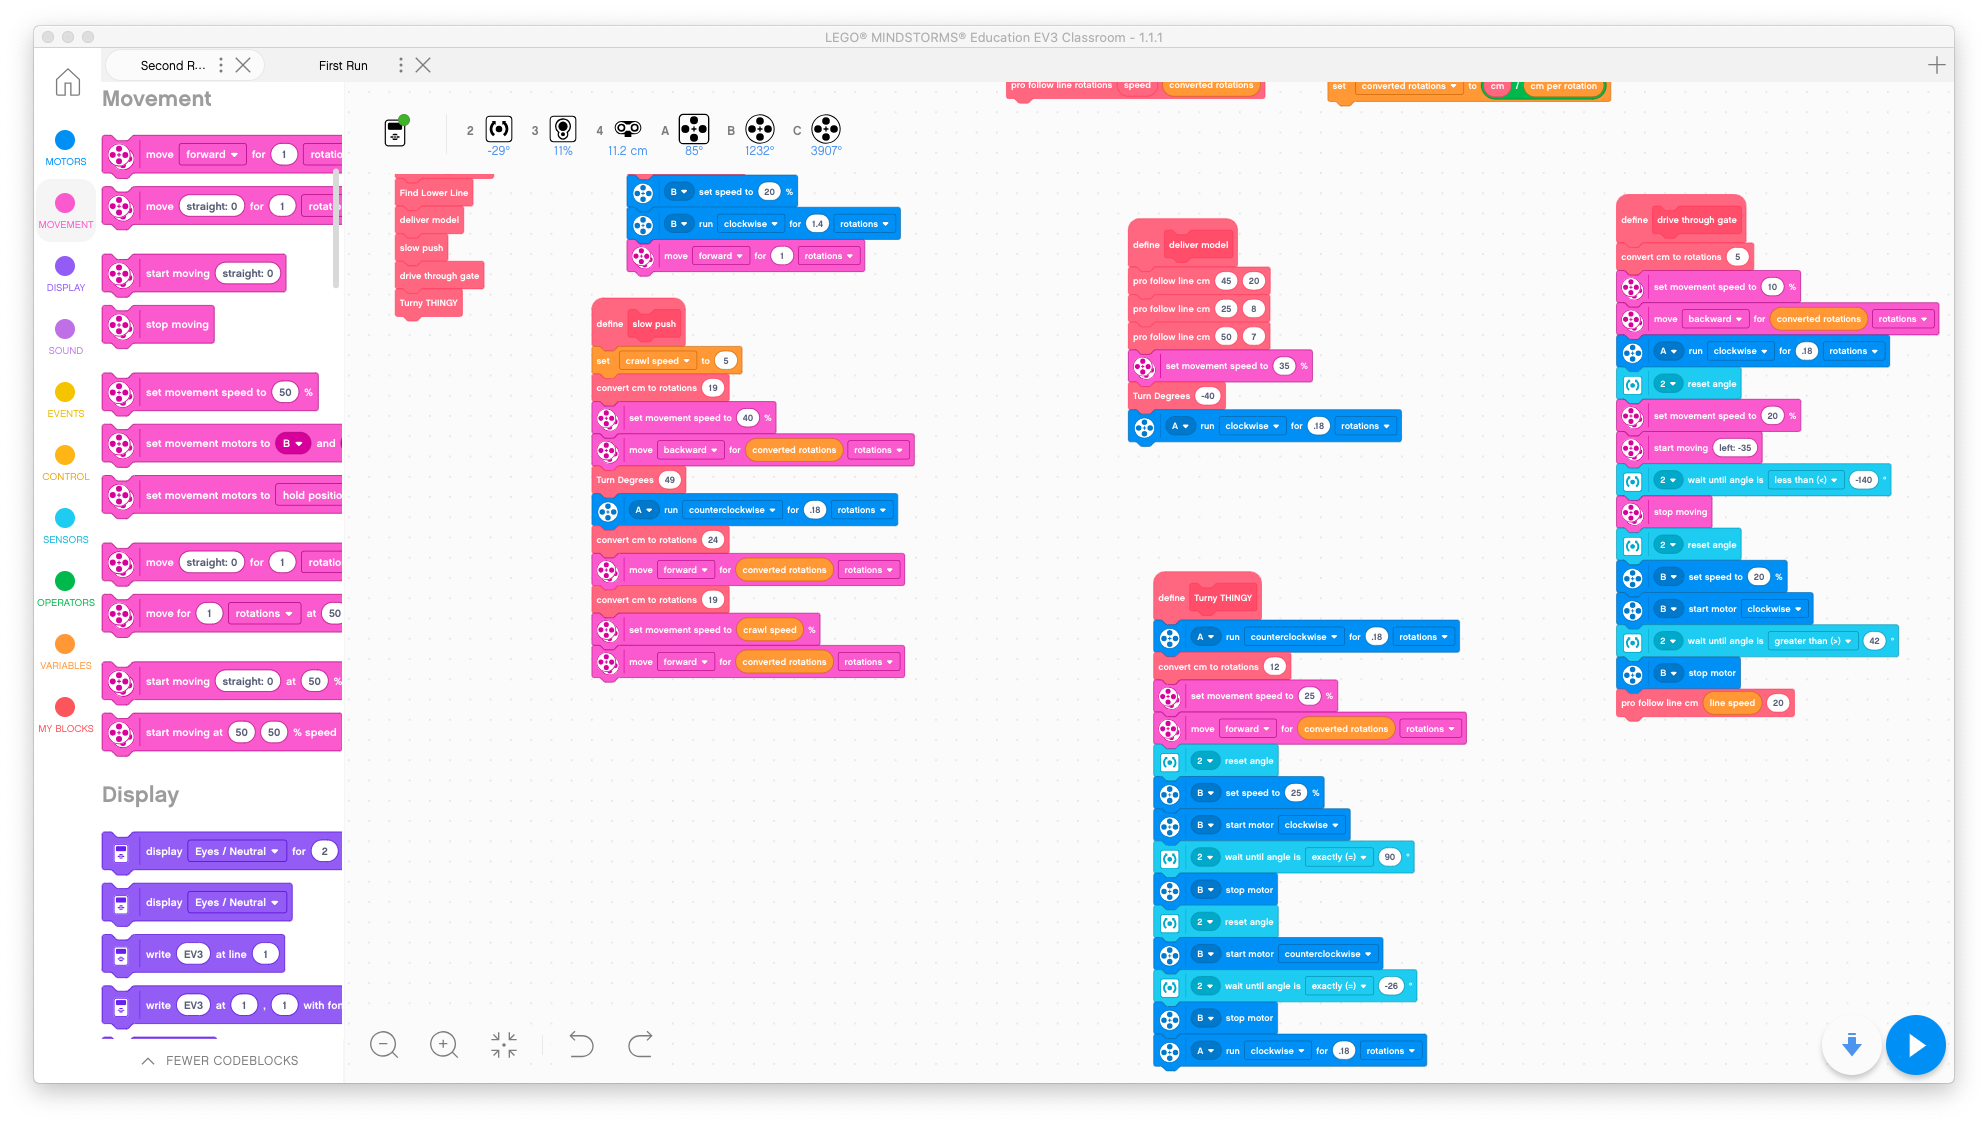 LEGO® MINDSTORMS® Education EV3 Classroom - 1.1.1
Second R...
First Run
MOTORS
MOVEMENT
DISPLAY
SOUND
EVENTS
CONTROL
SENSORS
OPERATORS
VARIABLES
MY BLOCKS
Movement
move forward for 1 rotatio
move straight: 0 for 1 rotat
start moving straight: 0
stop moving
set movement speed to 50 %
set movement motors to B and
set movement motors to hold positio
move straight: 0 for 1 rotatio
move for 1 rotations at 50
start moving straight: 0 at 50 %
start moving at 50 50 % speed
Display
display Eyes / Neutral for 2
display Eyes / Neutral
write EV3 at line 1
write EV3 at 1 , 1 with fon
FEWER CODEBLOCKS
2 3 4 A B C
-29° 11% 11.2 cm 85° 1232° 3907°
Find Lower Line
deliver model
slow push
drive through gate
Turny THINGY
B set speed to 20 %
B run clockwise for 1.4 rotations
move forward for 1 rotations
define slow push
set crawl speed to 5
convert cm to rotations 19
set movement speed to 40 %
move backward for converted rotations rotations
Turn Degrees 49
A run counterclockwise for .18 rotations
convert cm to rotations 24
move forward for converted rotations rotations
convert cm to rotations 19
set movement speed to crawl speed %
move forward for converted rotations rotations
pro follow line rotations speed converted rotations
set converted rotations to cm / cm per rotation
define deliver model
pro follow line cm 45 20
pro follow line cm 25 8
pro follow line cm 50 7
set movement speed to 35 %
Turn Degrees -40
A run clockwise for .18 rotations
define Turny THINGY
A run counterclockwise for .18 rotations
convert cm to rotations 12
set movement speed to 25 %
move forward for converted rotations rotations
2 reset angle
B set speed to 25 %
B start motor clockwise
2 wait until angle is exactly (=) 90 °
B stop motor
2 reset angle
B start motor counterclockwise
2 wait until angle is exactly (=) -26 °
B stop motor
A run clockwise for .18 rotations
define drive through gate
convert cm to rotations 5
set movement speed to 10 %
move backward for converted rotations rotations
A run clockwise for .18 rotations
2 reset angle
set movement speed to 20 %
start moving left: -35
2 wait until angle is less than (<) -140 °
stop moving
2 reset angle
B set speed to 20 %
B start motor clockwise
2 wait until angle is greater than (>) 42 °
B stop motor
pro follow line cm line speed 20